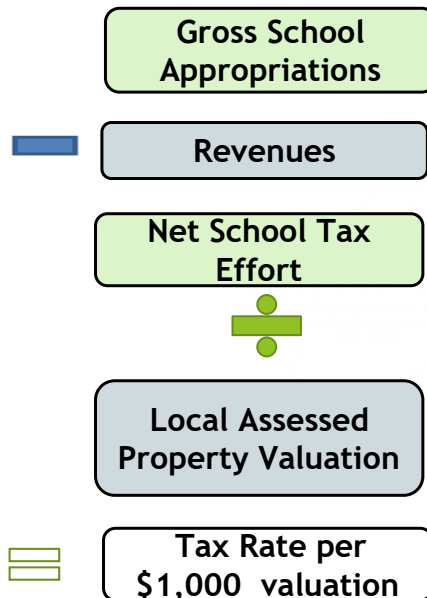 Gross School
Appropriations
Revenues
Net School Tax
Effort
Local Assessed
Property Valuation
Tax Rate per
$1,000 valuation